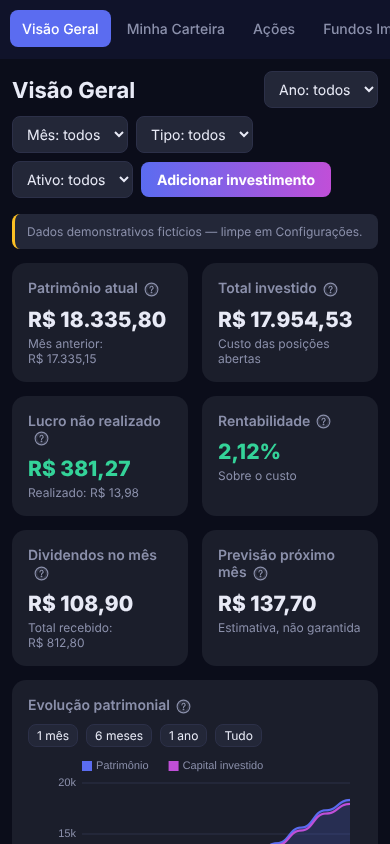 Visão Geral Minha Carteira Ações Fundos Im
Visão Geral
Ano: todos
Mês: todos Tipo: todos
Ativo: todos Adicionar investimento
Dados demonstrativos fictícios — limpe em Configurações.
Patrimônio atual ?
R$ 18.335,80
Mês anterior:
R$ 17.335,15
Total investido ?
R$ 17.954,53
Custo das posições
abertas
Lucro não realizado
?
R$ 381,27
Realizado: R$ 13,98
Rentabilidade ?
2,12%
Sobre o custo
Dividendos no mês
?
R$ 108,90
Total recebido:
R$ 812,80
Previsão próximo
mês ?
R$ 137,70
Estimativa, não garantida
Evolução patrimonial ?
1 mês 6 meses 1 ano Tudo
Patrimônio Capital investido
20k
15k